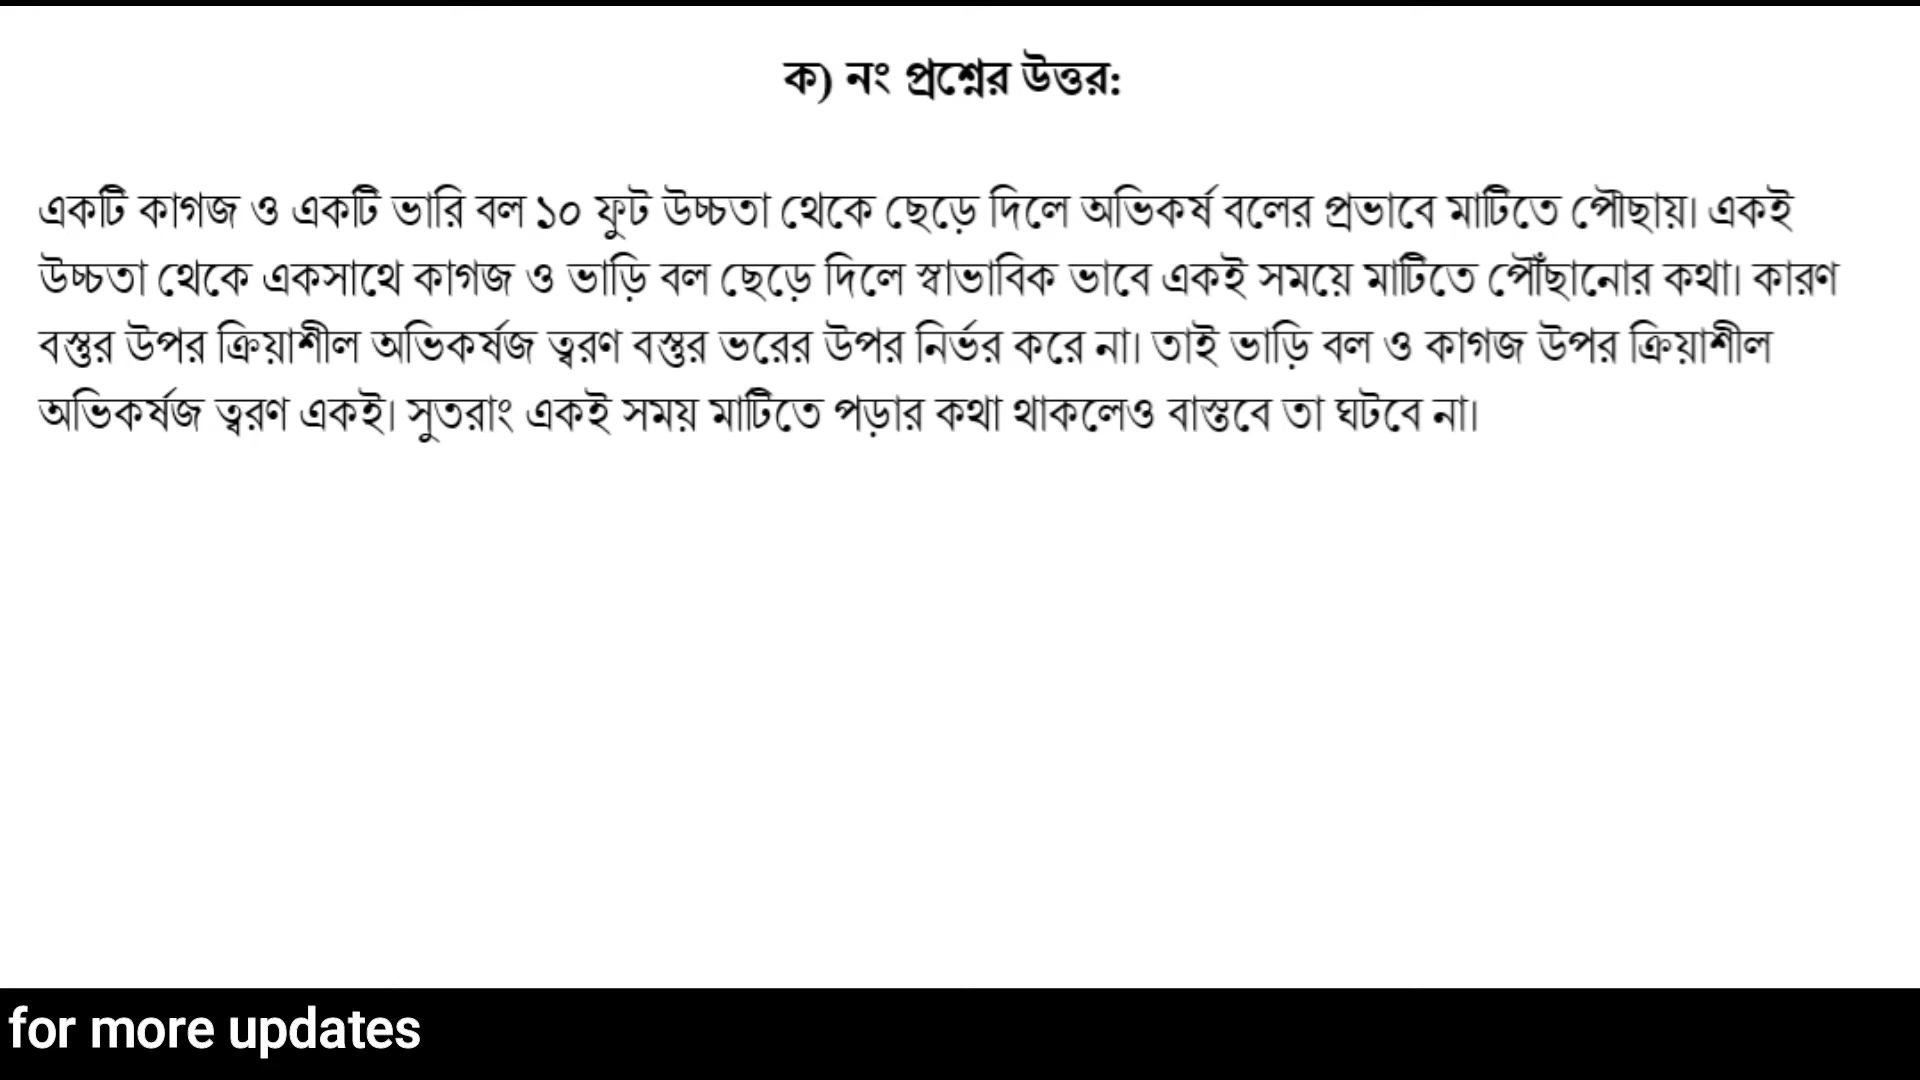 ক) নং প্রশ্নের উত্তর:
একটি কাগজ ও একটি ভারি বল ১০ ফুট উচ্চতা থেকে ছেড়ে দিলে অভিকর্ষ বলের প্রভাবে মাটিতে পৌছায়। একই
উচ্চতা থেকে একসাথে কাগজ ও ভাড়ি বল ছেড়ে দিলে স্বাভাবিক ভাবে একই সময়ে মাটিতে পৌঁছানোর কথা। কারণ
বস্তুর উপর ক্রিয়াশীল অভিকর্ষজ ত্বরণ বস্তুর ভরের উপর নির্ভর করে না। তাই ভাড়ি বল ও কাগজ উপর ক্রিয়াশীল
অভিকর্ষজ ত্বরণ একই। সুতরাং একই সময় মাটিতে পড়ার কথা থাকলেও বাস্তবে তা ঘটবে না।
for more updates